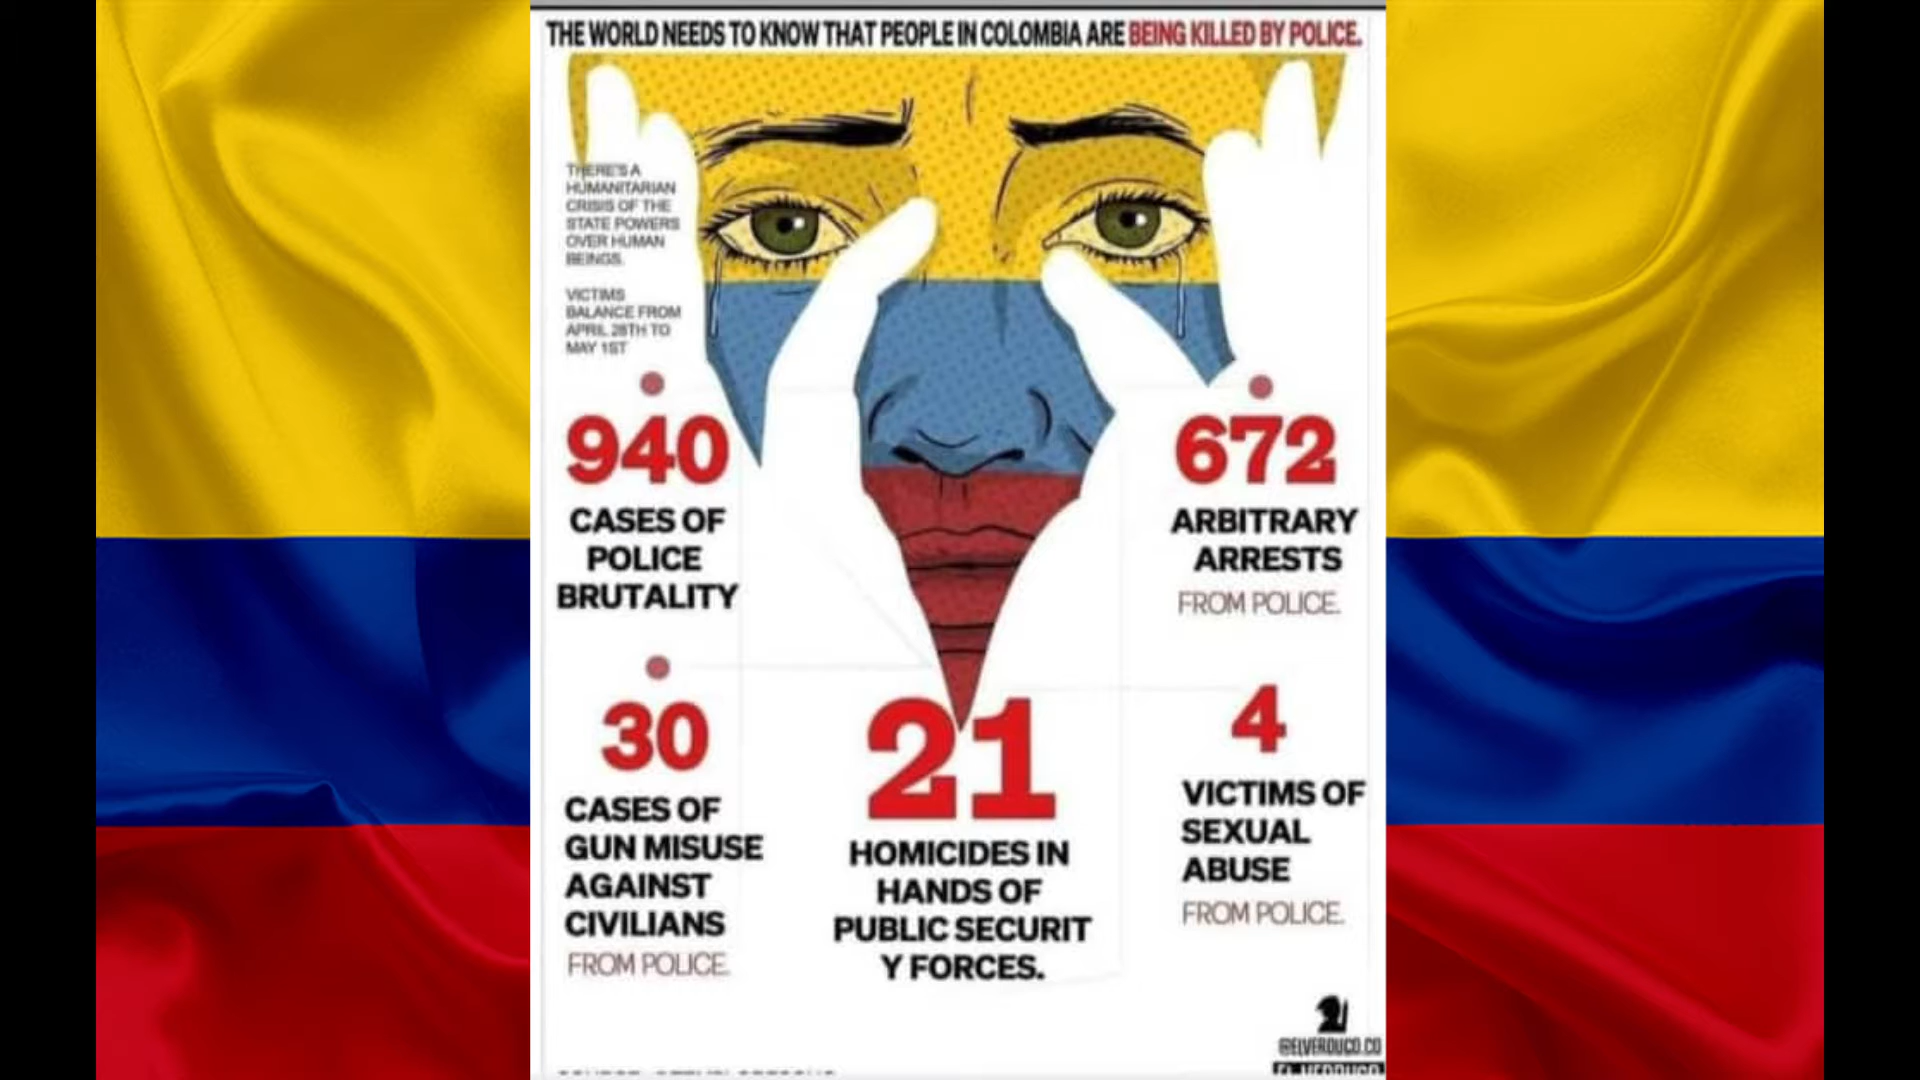 THE WORLD NEEDS TO KNOW THAT PEOPLE IN COLOMBIA ARE BEING KILLED BY POLICE.
THERE'S A
HUMANITARIAN
CRISIS OF THE
STATE POWERS
OVER HUMAN
BEINGS.
VICTIMS
BALANCE FROM
APRIL 28TH TO
MAY 1ST
940
CASES OF
POLICE
BRUTALITY
672
ARBITRARY
ARRESTS
FROM POLICE.
30
CASES OF
GUN MISUSE
AGAINST
CIVILIANS
FROM POLICE.
21
HOMICIDES IN
HANDS OF
PUBLIC SECURIT
Y FORCES.
4
VICTIMS OF
SEXUAL
ABUSE
FROM POLICE.
@ELVERDUGO.CO
EL VERDUGO